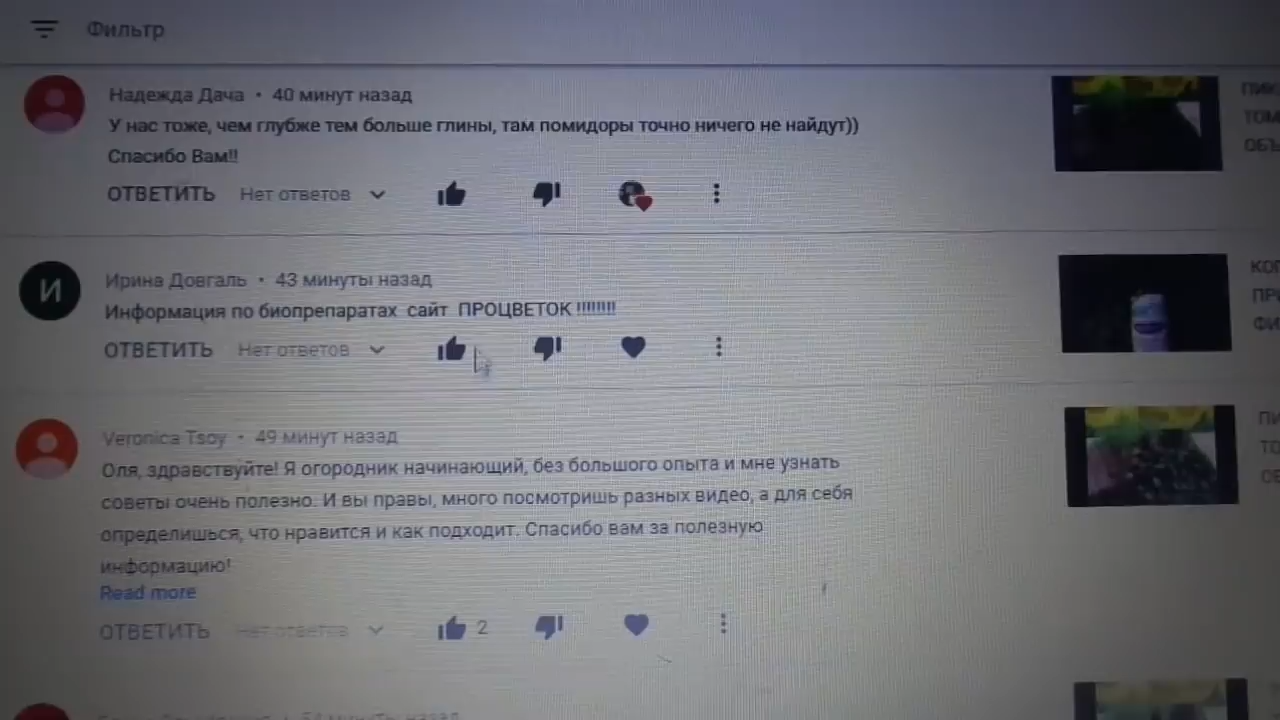 Фильтр
Надежда Дача • 40 минут назад
У нас тоже, чем глубже тем больше глины, там помидоры точно ничего не найдут))
Спасибо Вам!!
ОТВЕТИТЬ Нет ответов
И
Ирина Довгаль • 43 минуты назад
Информация по биопрепаратах сайт ПРОЦВЕТОК !!!!!!!!
ОТВЕТИТЬ Нет ответов
Veronica Tsoy • 49 минут назад
Оля, здравствуйте! Я огородник начинающий, без большого опыта и мне узнать
советы очень полезно. И вы правы, много посмотришь разных видео, а для себя
определишься, что нравится и как подходит. Спасибо вам за полезную
информацию!
Read more
ОТВЕТИТЬ Нет ответов
2